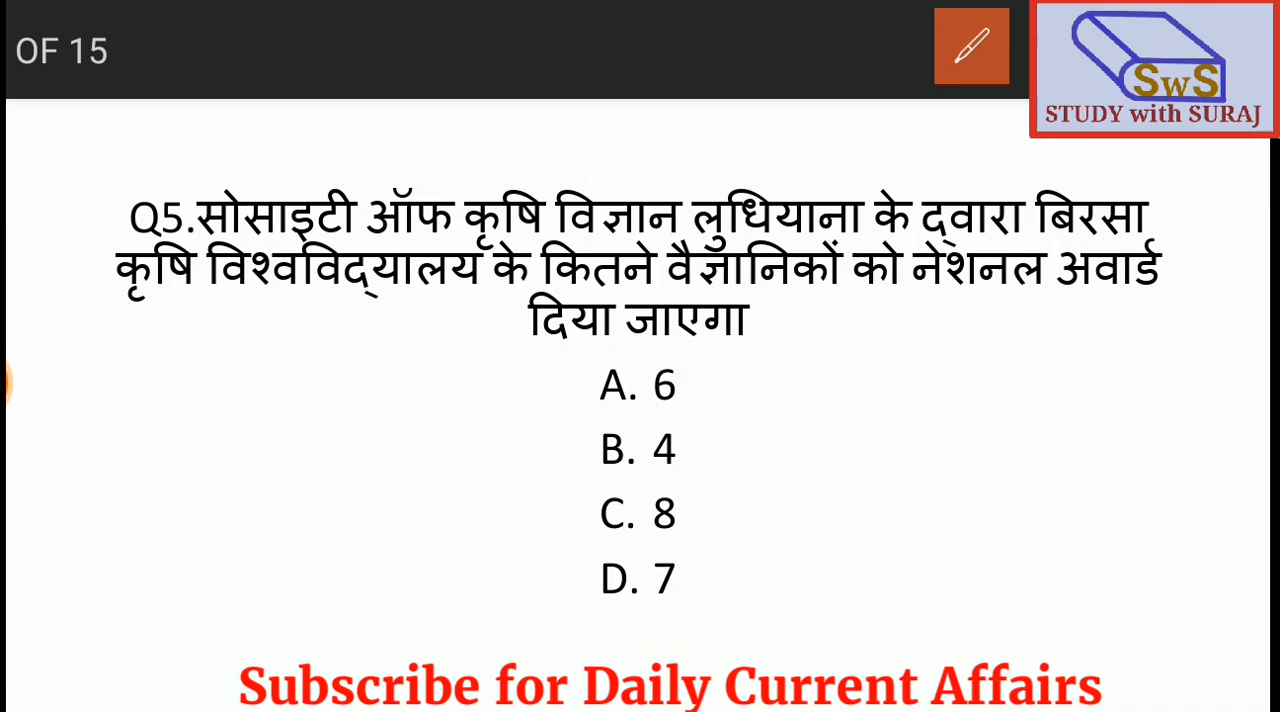 OF 15
SwS
STUDY with SURAJ
Q5.सोसाइटी ऑफ कृषि विज्ञान लुधियाना के द्वारा बिरसा
कृषि विश्वविद्यालय के कितने वैज्ञानिकों को नेशनल अवार्ड
दिया जाएगा
A. 6
B. 4
C. 8
D. 7
Subscribe for Daily Current Affairs